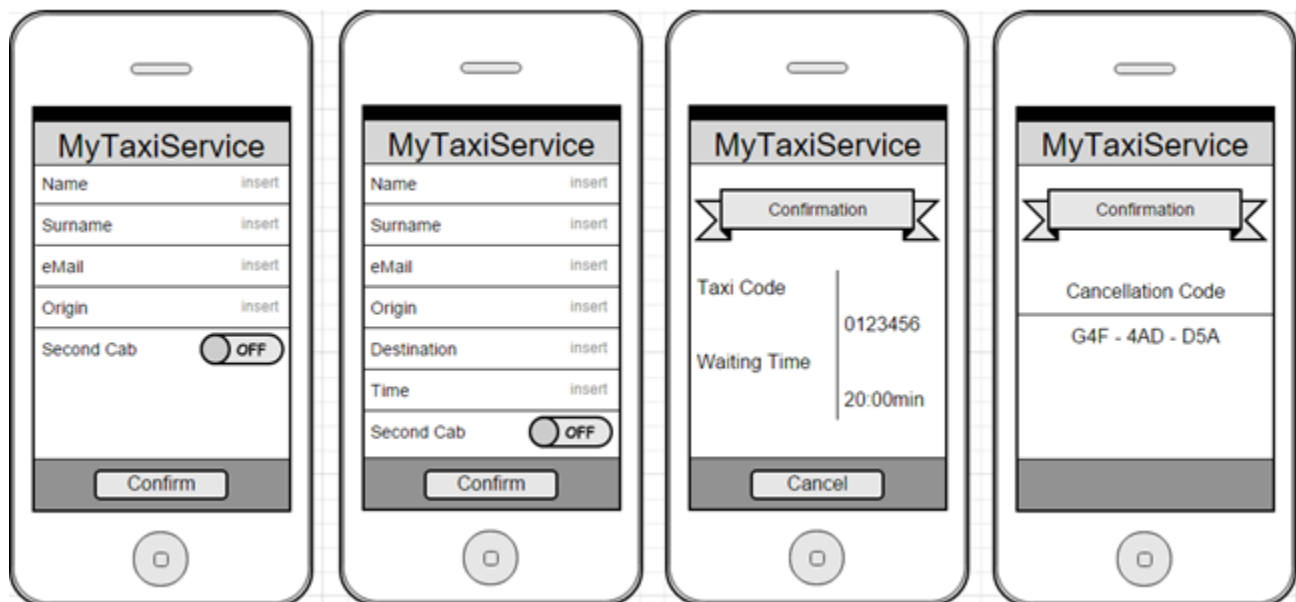 MyTaxiService
Name insert
Surname insert
eMail insert
Origin insert
Second Cab OFF
Confirm
MyTaxiService
Name insert
Surname insert
eMail insert
Origin insert
Destination insert
Time insert
Second Cab OFF
Confirm
MyTaxiService
Confirmation
Taxi Code
0123456
Waiting Time
20:00min
Cancel
MyTaxiService
Confirmation
Cancellation Code
G4F - 4AD - D5A